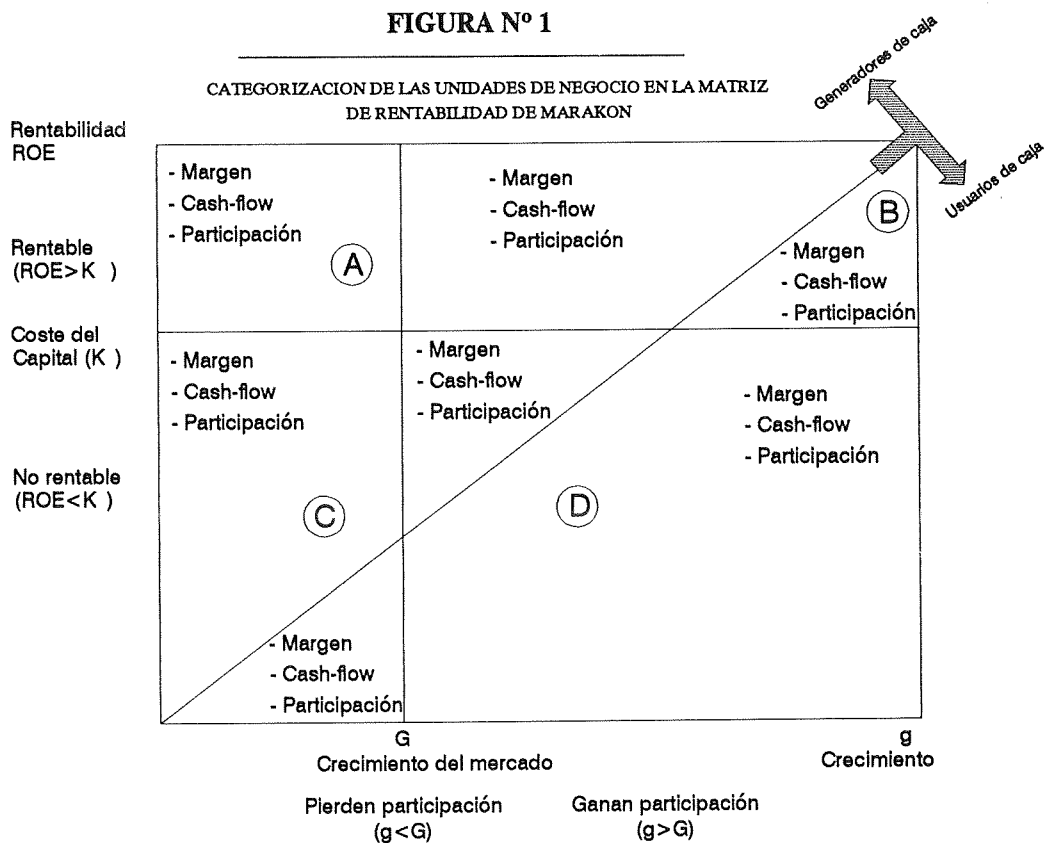 FIGURA Nº 1
CATEGORIZACION DE LAS UNIDADES DE NEGOCIO EN LA MATRIZ
DE RENTABILIDAD DE MARAKON
Generadores de caja
Usuarios de caja
Rentabilidad
ROE
Rentable
(ROE>K )
Coste del
Capital (K )
No rentable
(ROE<K )
- Margen
- Cash-flow
- Participación
A
- Margen
- Cash-flow
- Participación
B
- Margen
- Cash-flow
- Participación
- Margen
- Cash-flow
- Participación
C
- Margen
- Cash-flow
- Participación
D
- Margen
- Cash-flow
- Participación
- Margen
- Cash-flow
- Participación
G
Crecimiento del mercado
g
Crecimiento
Pierden participación
(g<G)
Ganan participación
(g>G)